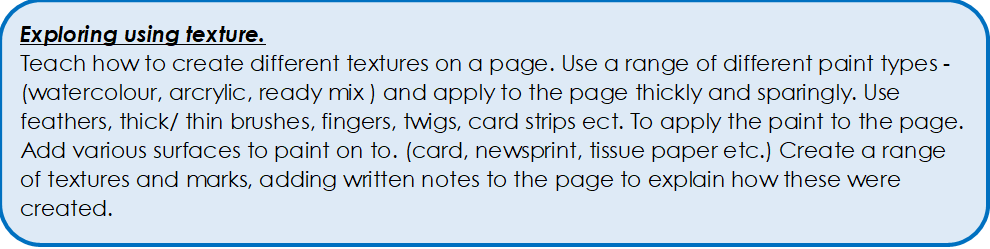 Exploring using texture.
Teach how to create different textures on a page. Use a range of different paint types -
(watercolour, arcrylic, ready mix ) and apply to the page thickly and sparingly. Use
feathers, thick/ thin brushes, fingers, twigs, card strips ect. To apply the paint to the page.
Add various surfaces to paint on to. (card, newsprint, tissue paper etc.) Create a range
of textures and marks, adding written notes to the page to explain how these were
created.